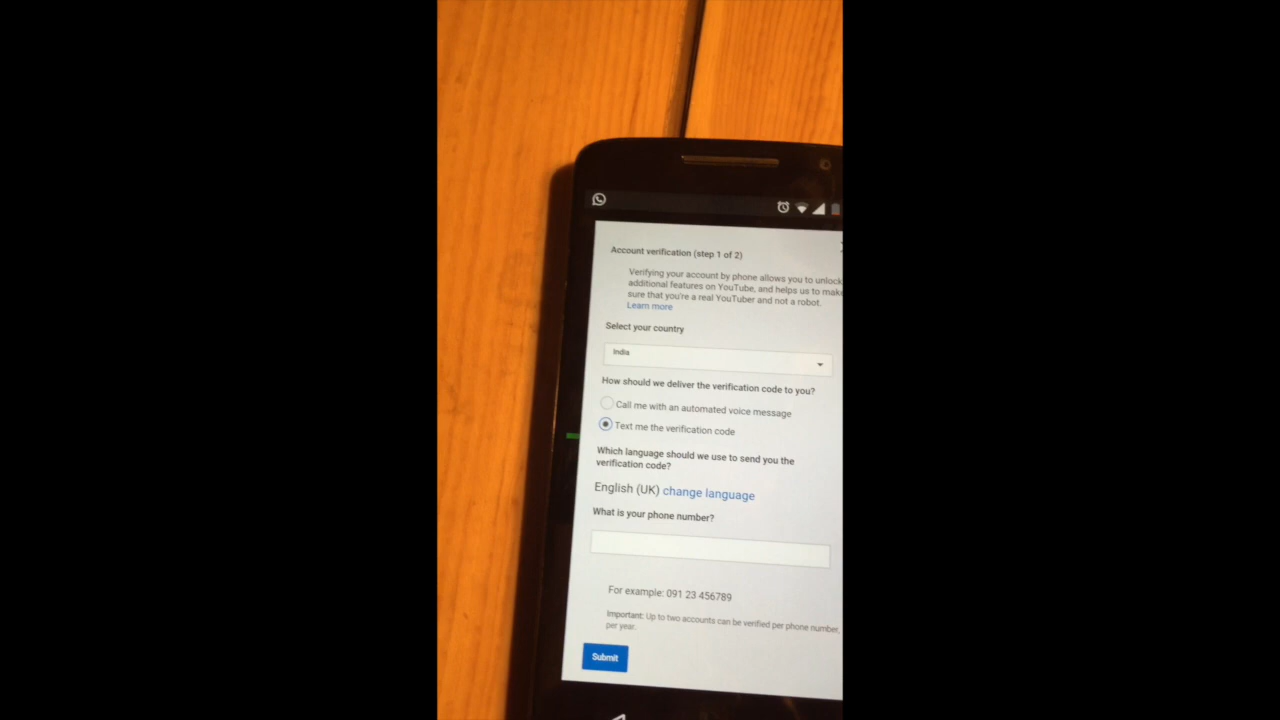 Account verification (step 1 of 2)
Verifying your account by phone allows you to unlock
additional features on YouTube, and helps us to make
sure that you're a real YouTuber and not a robot.
Learn more
Select your country
India
How should we deliver the verification code to you?
Call me with an automated voice message
Text me the verification code
Which language should we use to send you the
verification code?
English (UK) change language
What is your phone number?
For example: 091 23 456789
Important: Up to two accounts can be verified per phone number,
per year.
Submit